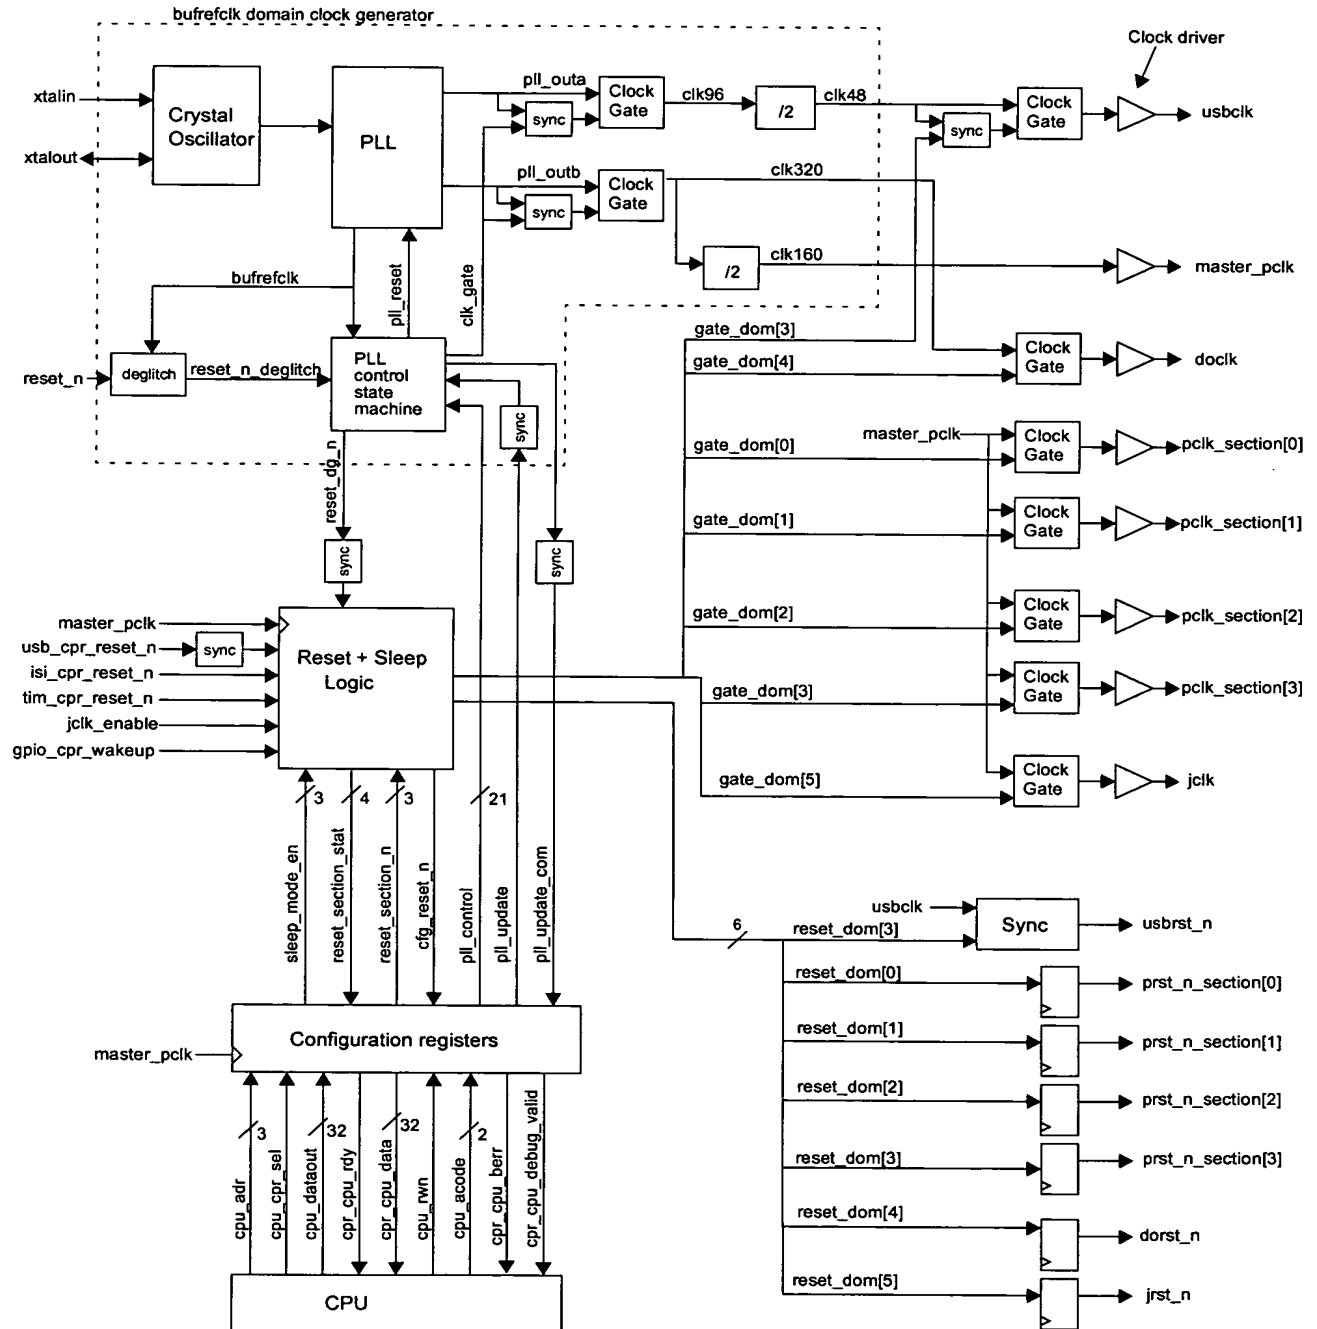 bufrefclk domain clock generator
Clock driver
xtalin
xtalout
Crystal
Oscillator
PLL
pll_outa
sync
Clock
Gate
clk96
/2
clk48
sync
Clock
Gate
usbclk
pll_outb
sync
Clock
Gate
clk320
/2
clk160
master_pclk
bufrefclk
pll_reset
clk_gate
reset_n
deglitch
reset_n_deglitch
PLL
control
state
machine
sync
gate_dom[3]
gate_dom[4]
Clock
Gate
doclk
reset_dg_n
sync
sync
master_pclk
gate_dom[0]
Clock
Gate
pclk_section[0]
gate_dom[1]
Clock
Gate
pclk_section[1]
gate_dom[2]
Clock
Gate
pclk_section[2]
gate_dom[3]
Clock
Gate
pclk_section[3]
gate_dom[5]
Clock
Gate
jclk
master_pclk
usb_cpr_reset_n
sync
isi_cpr_reset_n
tim_cpr_reset_n
jclk_enable
gpio_cpr_wakeup
Reset + Sleep
Logic
3
4
3
21
sleep_mode_en
reset_section_stat
reset_section_n
cfg_reset_n
pll_control
pll_update
pll_update_com
6
usbclk
reset_dom[3]
Sync
usbrst_n
reset_dom[0]
prst_n_section[0]
reset_dom[1]
prst_n_section[1]
reset_dom[2]
prst_n_section[2]
reset_dom[3]
prst_n_section[3]
reset_dom[4]
dorst_n
reset_dom[5]
jrst_n
master_pclk
Configuration registers
3
32
32
2
cpu_adr
cpu_cpr_sel
cpu_dataout
cpr_cpu_rdy
cpr_cpu_data
cpu_rwn
cpu_acode
cpr_cpu_berr
cpr_cpu_debug_valid
CPU